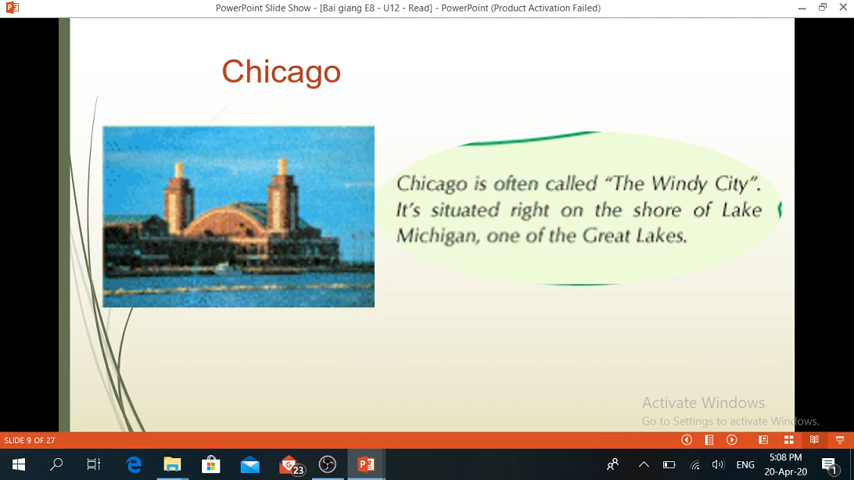 PowerPoint Slide Show - [Bai giang E8 - U12 - Read] - PowerPoint (Product Activation Failed)
Chicago
Chicago is often called “The Windy City”.
It’s situated right on the shore of Lake
Michigan, one of the Great Lakes.
Activate Windows
Go to Settings to activate Windows.
SLIDE 9 OF 27
23
ENG
5:08 PM
20-Apr-20
1